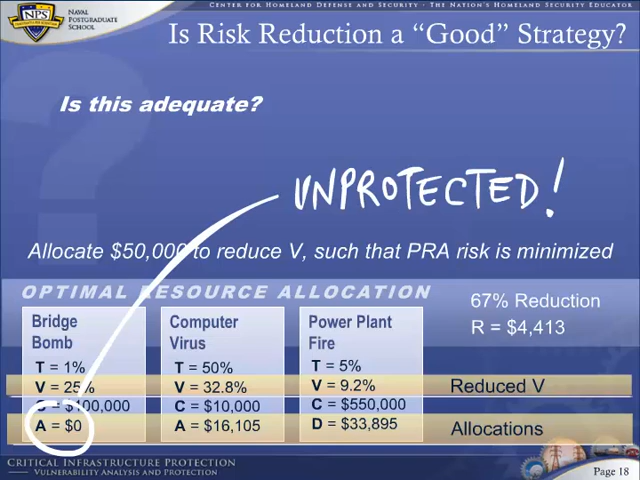 CENTER FOR HOMELAND DEFENSE AND SECURITY · THE NATION'S HOMELAND SECURITY EDUCATOR
NPS
NAVAL
POSTGRADUATE
SCHOOL
Is Risk Reduction a “Good” Strategy?
Is this adequate?
UNPROTECTED!
Allocate $50,000 to reduce V, such that PRA risk is minimized
OPTIMAL RESOURCE ALLOCATION
67% Reduction
R = $4,413
Bridge Bomb
T = 1%
V = 25%
C = $100,000
A = $0
Computer Virus
T = 50%
V = 32.8%
C = $10,000
A = $16,105
Power Plant Fire
T = 5%
V = 9.2%
C = $550,000
D = $33,895
Reduced V
Allocations
CRITICAL INFRASTRUCTURE PROTECTION
VULNERABILITY ANALYSIS AND PROTECTION
Page 18